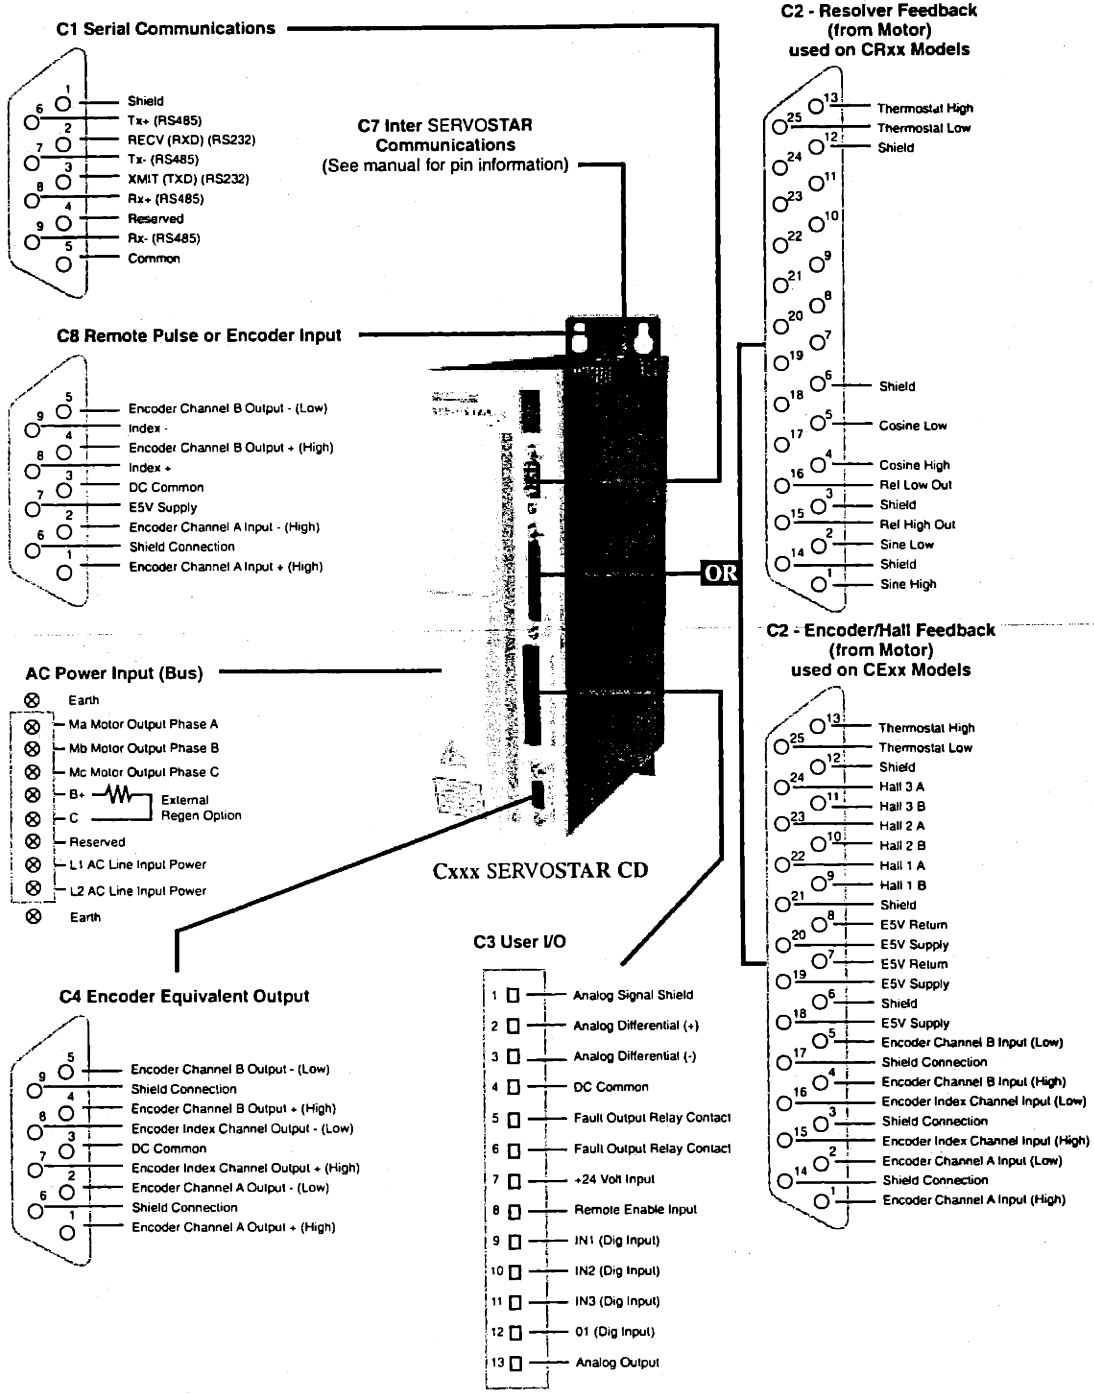 C1 Serial Communications
1
6
2
7
3
8
4
9
5
Shield
Tx+ (RS485)
RECV (RXD) (RS232)
Tx- (RS485)
XMIT (TXD) (RS232)
Rx+ (RS485)
Reserved
Rx- (RS485)
Common
C7 Inter SERVOSTAR
Communications
(See manual for pin information)
C2 - Resolver Feedback
(from Motor)
used on CRxx Models
13 Thermostat High
25 Thermostat Low
12 Shield
24
11
23
10
22
9
21
8
20
7
19
6 Shield
18
5 Cosine Low
17
4 Cosine High
16 Ref Low Out
3 Shield
15 Ref High Out
2 Sine Low
14 Shield
1 Sine High
C8 Remote Pulse or Encoder Input
5 Encoder Channel B Output - (Low)
9 Index -
4 Encoder Channel B Output + (High)
8 Index +
3 DC Common
7 E5V Supply
2 Encoder Channel A Input - (High)
6 Shield Connection
1 Encoder Channel A Input + (High)
OR
AC Power Input (Bus)
Earth
Ma Motor Output Phase A
Mb Motor Output Phase B
Mc Motor Output Phase C
B+
External
Regen Option
C
Reserved
L1 AC Line Input Power
L2 AC Line Input Power
Earth
Cxxx SERVOSTAR CD
C2 - Encoder/Hall Feedback
(from Motor)
used on CExx Models
13 Thermostat High
25 Thermostat Low
12 Shield
24 Hall 3 A
11 Hall 3 B
23 Hall 2 A
10 Hall 2 B
22 Hall 1 A
9 Hall 1 B
21 Shield
8 E5V Return
20 E5V Supply
7 E5V Return
19 E5V Supply
6 Shield
18 E5V Supply
5 Encoder Channel B Input (Low)
17 Shield Connection
4 Encoder Channel B Input (High)
16 Encoder Index Channel Input (Low)
3 Shield Connection
15 Encoder Index Channel Input (High)
2 Encoder Channel A Input (Low)
14 Shield Connection
1 Encoder Channel A Input (High)
C4 Encoder Equivalent Output
5 Encoder Channel B Output - (Low)
9 Shield Connection
4 Encoder Channel B Output + (High)
8 Encoder Index Channel Output - (Low)
3 DC Common
7 Encoder Index Channel Output + (High)
2 Encoder Channel A Output - (Low)
6 Shield Connection
1 Encoder Channel A Output + (High)
C3 User I/O
1 Analog Signal Shield
2 Analog Differential (+)
3 Analog Differential (-)
4 DC Common
5 Fault Output Relay Contact
6 Fault Output Relay Contact
7 +24 Volt Input
8 Remote Enable Input
9 IN1 (Dig Input)
10 IN2 (Dig Input)
11 IN3 (Dig Input)
12 01 (Dig Input)
13 Analog Output